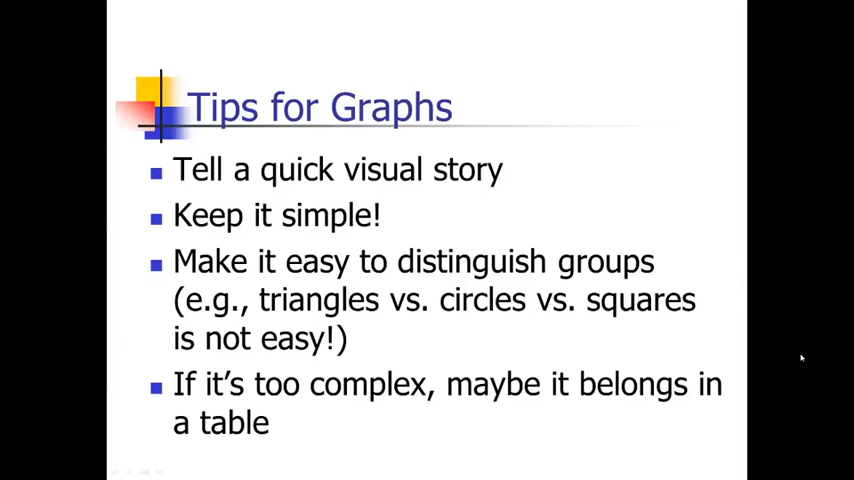 Tips for Graphs
Tell a quick visual story
Keep it simple!
Make it easy to distinguish groups
(e.g., triangles vs. circles vs. squares
is not easy!)
If it's too complex, maybe it belongs in
a table